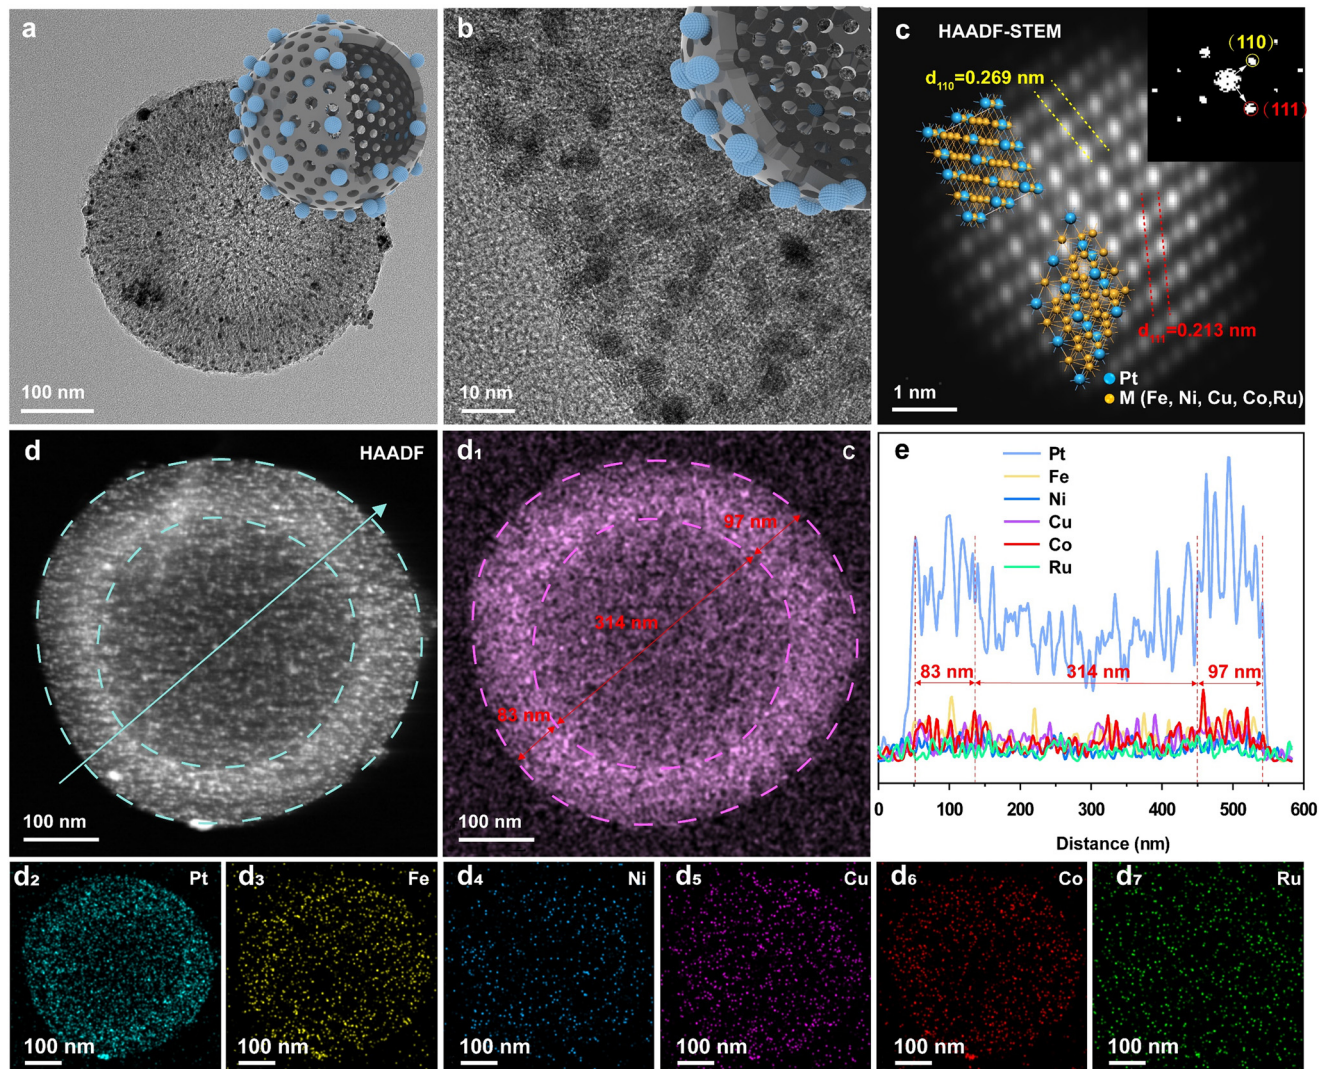 a
100 nm
b
10 nm
c
HAADF-STEM
(110)
(111)
d₁₁₀=0.269 nm
d₁₁₁=0.213 nm
Pt
M (Fe, Ni, Cu, Co,Ru)
1 nm
d
HAADF
100 nm
d₁
C
97 nm
314 nm
83 nm
100 nm
e
Pt
Fe
Ni
Cu
Co
Ru
83 nm
314 nm
97 nm
0 100 200 300 400 500 600
Distance (nm)
d₂ Pt
100 nm
d₃ Fe
100 nm
d₄ Ni
100 nm
d₅ Cu
100 nm
d₆ Co
100 nm
d₇ Ru
100 nm